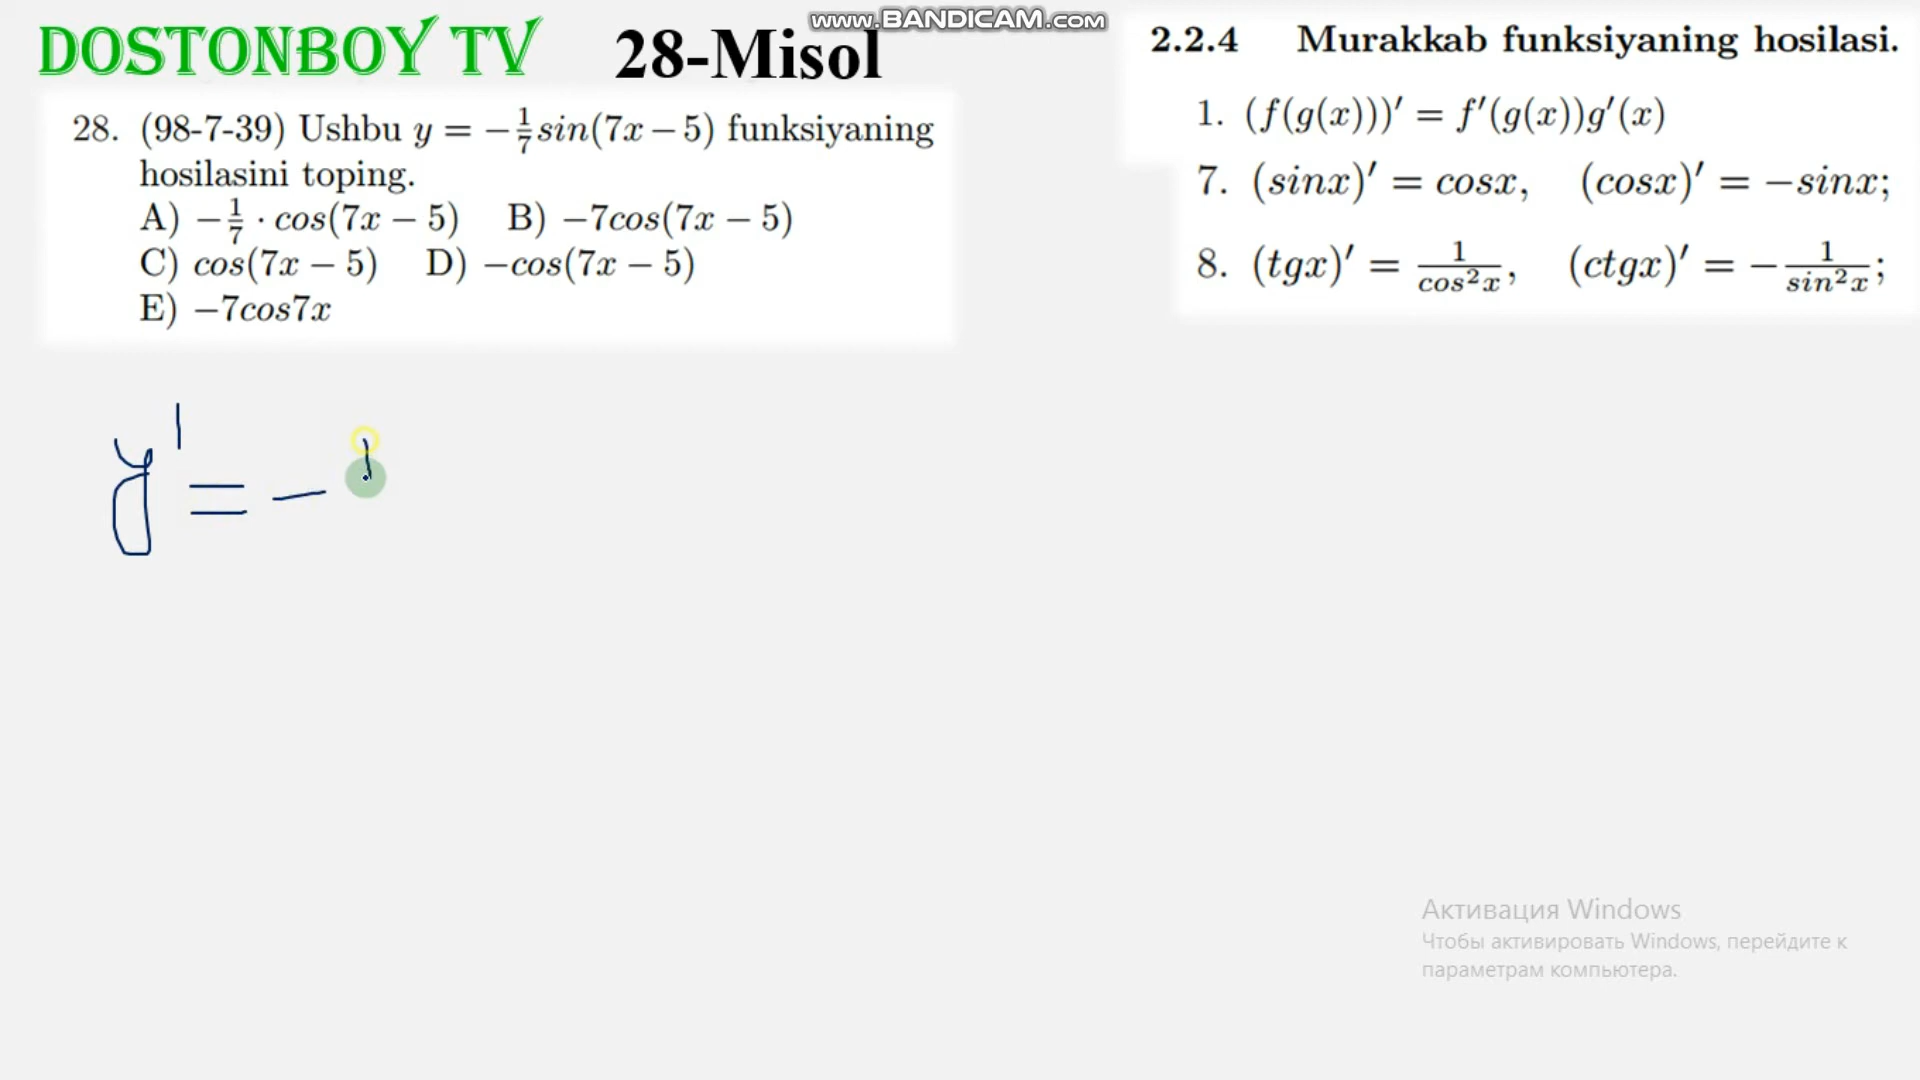 www.BANDICAM.com
DOSTONBOY TV
28-Misol
28. (98-7-39) Ushbu y = −1/7 sin(7x − 5) funksiyaning
hosilasini toping.
A) −1/7 · cos(7x − 5) B) −7cos(7x − 5)
C) cos(7x − 5) D) −cos(7x − 5)
E) −7cos7x
2.2.4 Murakkab funksiyaning hosilasi.
1. (f(g(x)))′ = f′(g(x))g′(x)
7. (sinx)′ = cosx, (cosx)′ = −sinx;
8. (tgx)′ = 1/cos²x, (ctgx)′ = −1/sin²x;
y' = − 1
Активация Windows
Чтобы активировать Windows, перейдите к
параметрам компьютера.